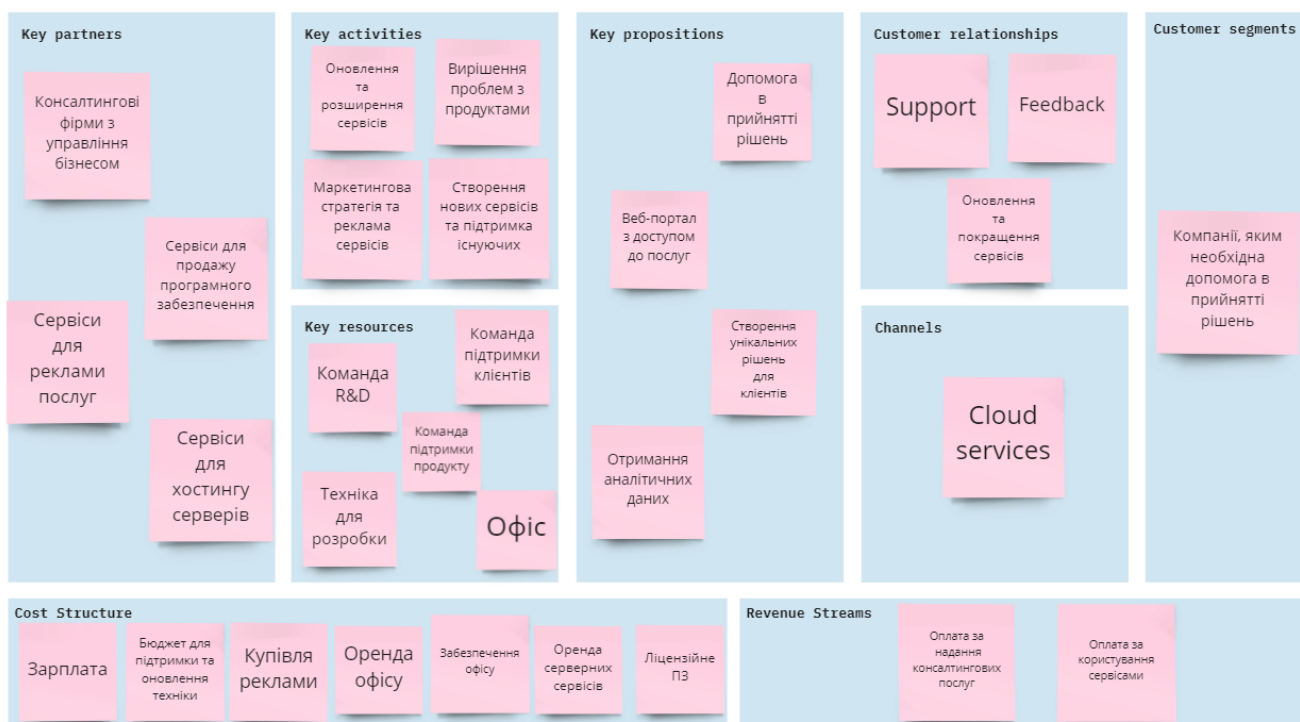 Key partners
Консалтингові
фірми з
управління
бізнесом
Сервіси для
продажу
програмного
забезпечення
Сервіси
для
реклами
послуг
Сервіси
для
хостингу
серверів
Key activities
Оновлення
та
розширення
сервісів
Вирішення
проблем з
продуктами
Маркетингова
стратегія та
реклама
сервісів
Створення
нових сервісів
та підтримка
існуючих
Key resources
Команда
підтримки
клієнтів
Команда
R&D
Команда
підтримки
продукту
Техніка
для
розробки
Офіс
Key propositions
Допомога
в
прийнятті
рішень
Веб-портал
з доступом
до послуг
Створення
унікальних
рішень
для
клієнтів
Отримання
аналітичних
даних
Customer relationships
Support
Feedback
Оновлення
та
покращення
сервісів
Channels
Cloud
services
Customer segments
Компанії, яким
необхідна
допомога в
прийнятті
рішень
Cost Structure
Зарплата
Бюджет для
підтримки та
оновлення
техніки
Купівля
реклами
Оренда
офісу
Забезпечення
офісу
Оренда
серверних
сервісів
Ліцензійне
ПЗ
Revenue Streams
Оплата за
надання
консалтингових
послуг
Оплата за
користування
сервісами